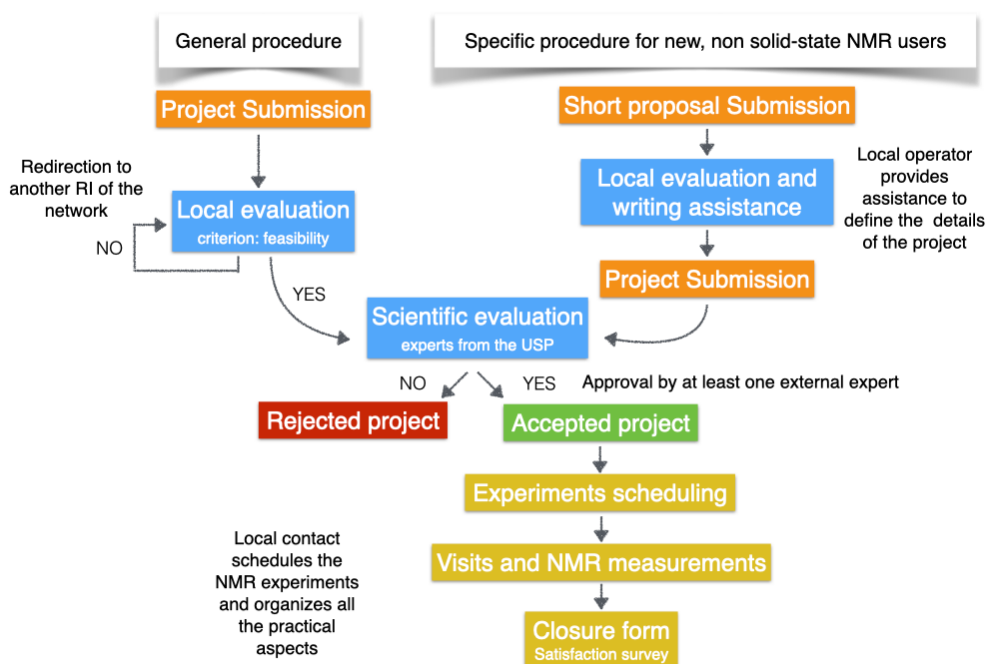 General procedure
Specific procedure for new, non solid-state NMR users
Project Submission
Short proposal Submission
Redirection to
another RI of the
network
Local evaluation
criterion: feasibility
NO
YES
Local evaluation and
writing assistance
Local operator
provides
assistance to
define the details
of the project
Project Submission
Scientific evaluation
experts from the USP
NO
YES
Approval by at least one external expert
Rejected project
Accepted project
Experiments scheduling
Visits and NMR measurements
Local contact
schedules the
NMR experiments
and organizes all
the practical
aspects
Closure form
Satisfaction survey